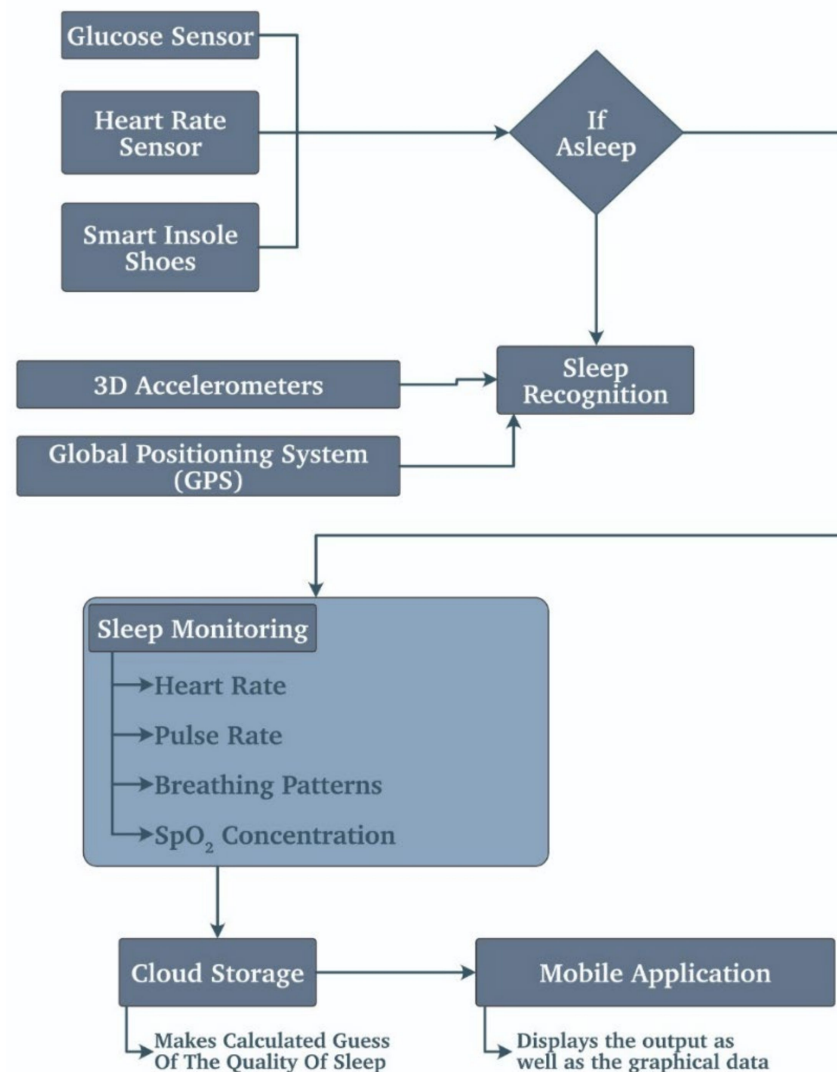 Glucose Sensor
Heart Rate
Sensor
Smart Insole
Shoes
If
Asleep
3D Accelerometers
Global Positioning System
(GPS)
Sleep
Recognition
Sleep Monitoring
Heart Rate
Pulse Rate
Breathing Patterns
SpO₂ Concentration
Cloud Storage
Makes Calculated Guess
Of The Quality Of Sleep
Mobile Application
Displays the output as
well as the graphical data